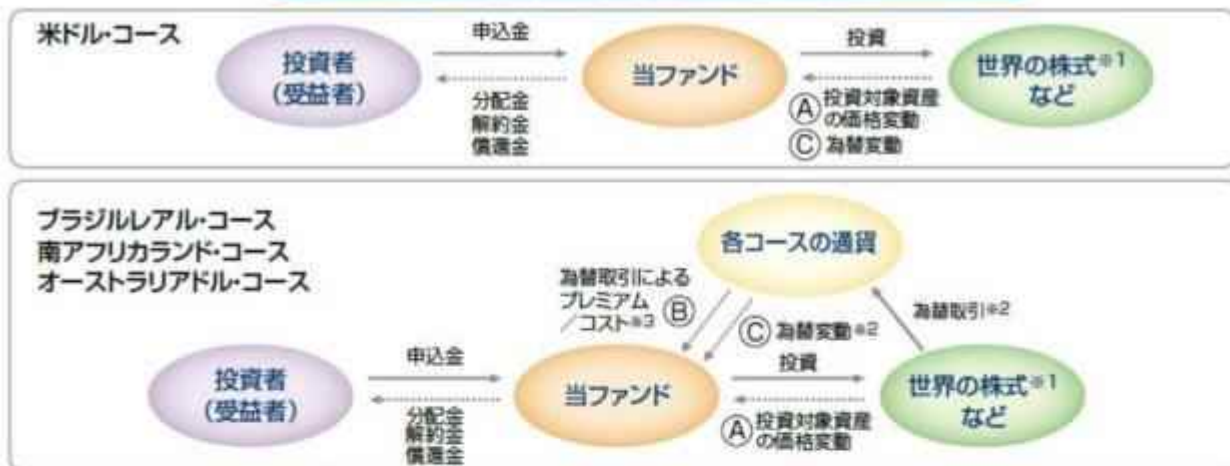 米ドル・コース
投資者
(受益者)
申込金
分配金
解約金
償還金
当ファンド
投資
Ⓐ 投資対象資産
の価格変動
Ⓒ 為替変動
世界の株式※1
など
ブラジルレアル・コース
南アフリカランド・コース
オーストラリアドル・コース
各コースの通貨
為替取引による
プレミアム
/コスト※3
Ⓑ
Ⓒ 為替変動※2
為替取引※2
投資者
(受益者)
申込金
分配金
解約金
償還金
当ファンド
投資
Ⓐ 投資対象資産
の価格変動
世界の株式※1
など